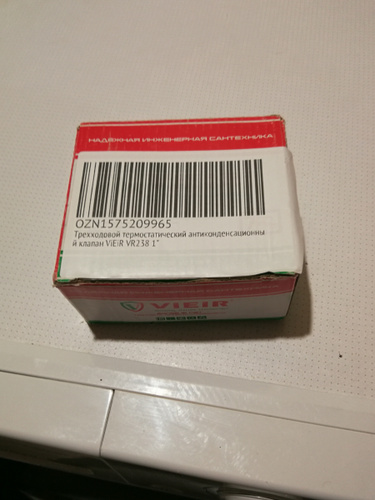 НАДЁЖНАЯ ИНЖЕНЕРНАЯ САНТЕХНИКА
OZN1575209965
Трехходовой термостатический антиконденсационны
й клапан ViEiR VR238 1"
ViEiR